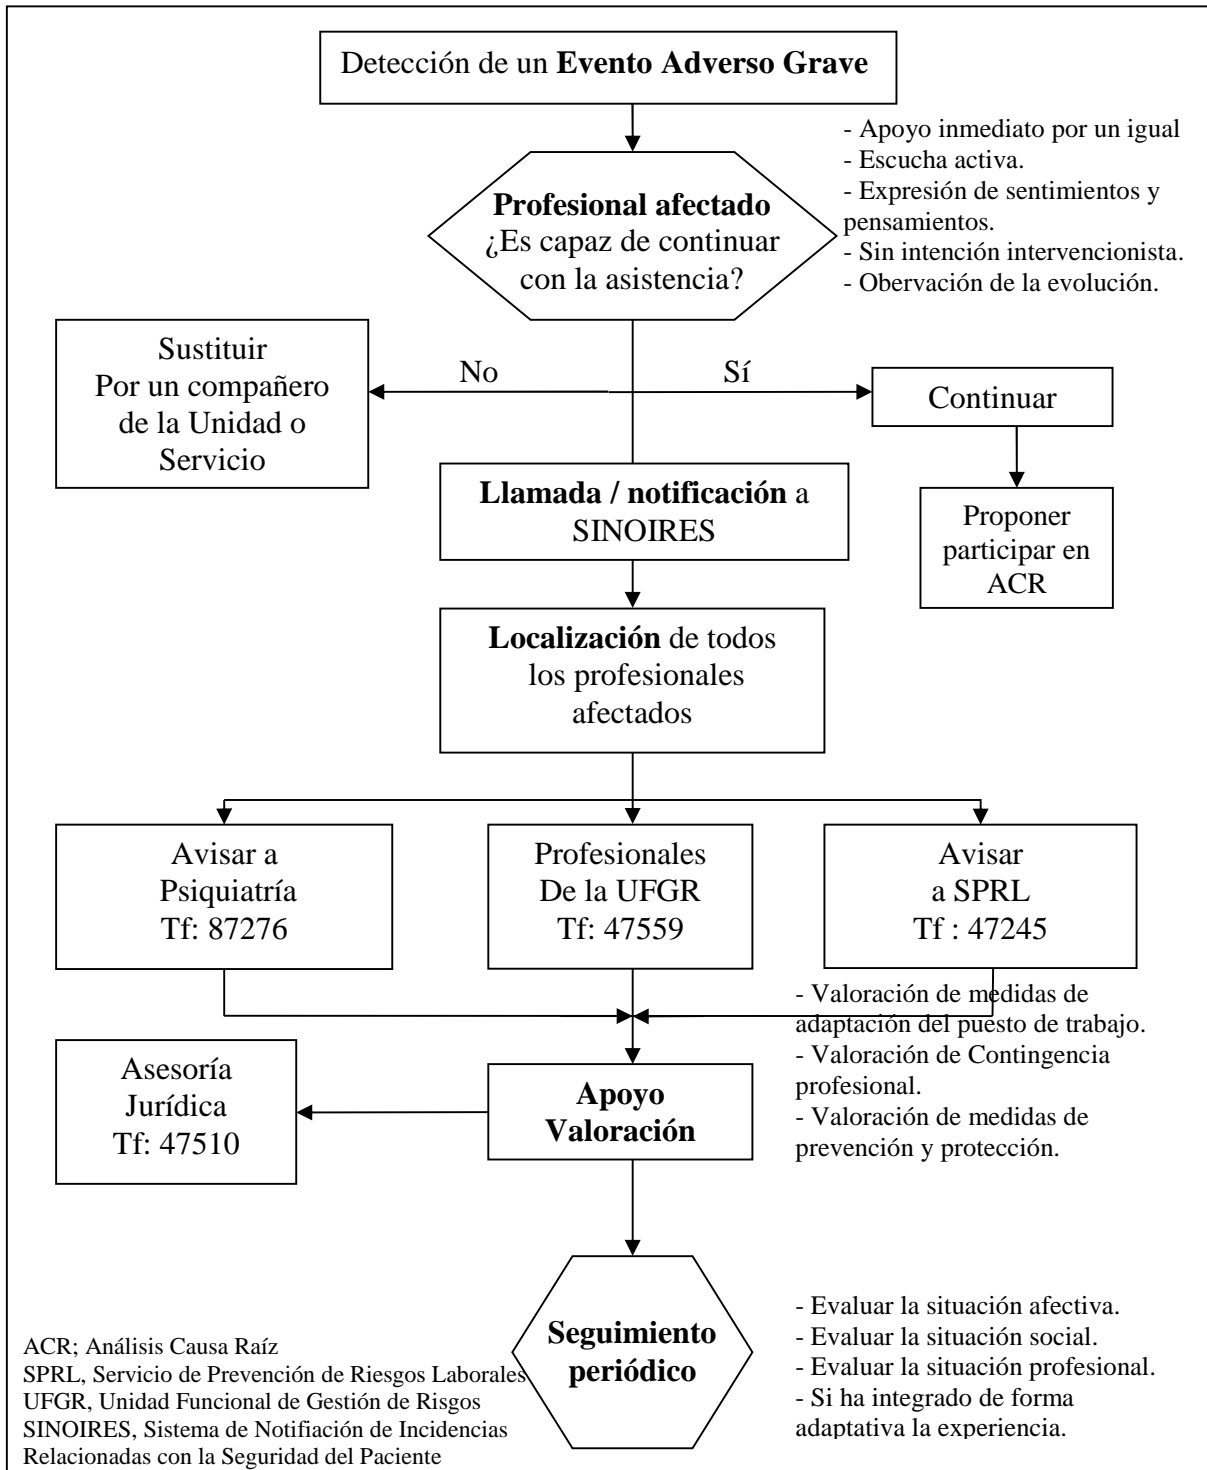 Detección de un Evento Adverso Grave
- Apoyo inmediato por un igual
- Escucha activa.
- Expresión de sentimientos y
pensamientos.
- Sin intención intervencionista.
- Obervación de la evolución.
Profesional afectado
¿Es capaz de continuar
con la asistencia?
Sustituir
Por un compañero
de la Unidad o
Servicio
No
Sí
Continuar
Proponer
participar en
ACR
Llamada / notificación a
SINOIRES
Localización de todos
los profesionales
afectados
Avisar a
Psiquiatría
Tf: 87276
Profesionales
De la UFGR
Tf: 47559
Avisar
a SPRL
Tf : 47245
- Valoración de medidas de
adaptación del puesto de trabajo.
- Valoración de Contingencia
profesional.
- Valoración de medidas de
prevención y protección.
Asesoría
Jurídica
Tf: 47510
Apoyo
Valoración
Seguimiento
periódico
- Evaluar la situación afectiva.
- Evaluar la situación social.
- Evaluar la situación profesional.
- Si ha integrado de forma
adaptativa la experiencia.
ACR; Análisis Causa Raíz
SPRL, Servicio de Prevención de Riesgos Laborales
UFGR, Unidad Funcional de Gestión de Risgos
SINOIRES, Sistema de Notifiación de Incidencias
Relacionadas con la Seguridad del Paciente